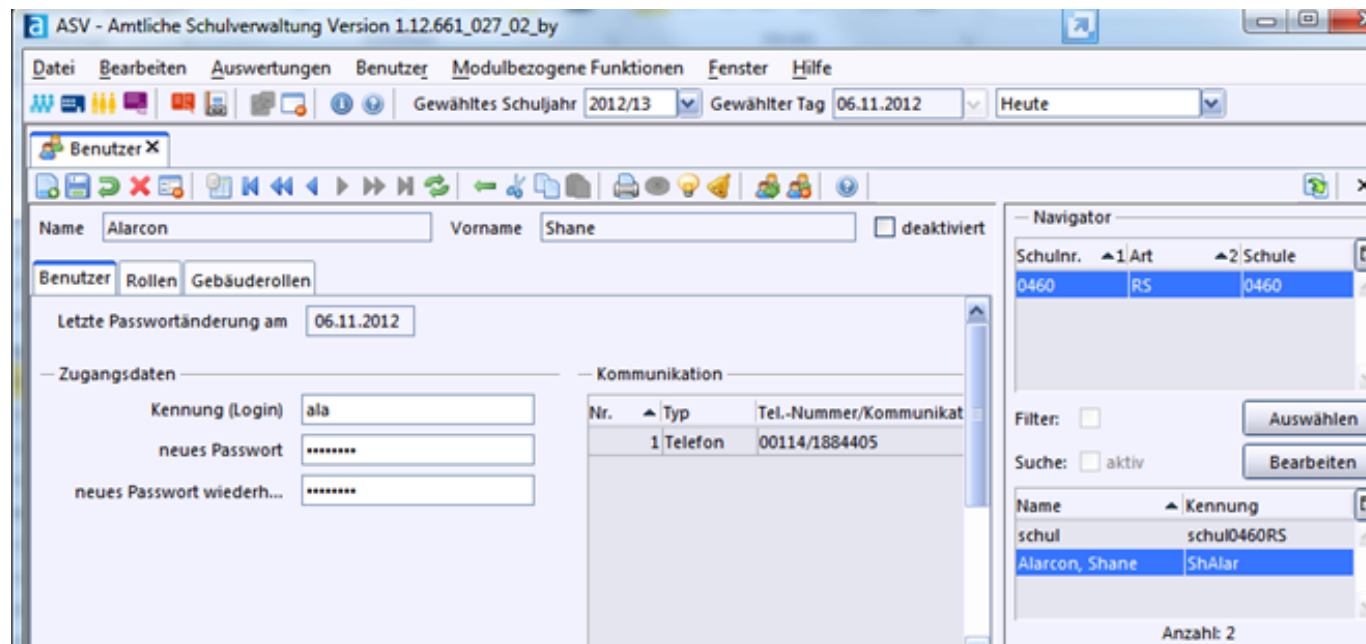 ASV - Amtliche Schulverwaltung Version 1.12.661_027_02_by
Datei Bearbeiten Auswertungen Benutzer Modulbezogene Funktionen Fenster Hilfe
Gewähltes Schuljahr 2012/13 Gewählter Tag 06.11.2012 Heute
Benutzer
Name Alarcon Vorname Shane deaktiviert
Benutzer Rollen Gebäuderollen
Letzte Passwortänderung am 06.11.2012
Zugangsdaten
Kennung (Login) ala
neues Passwort ••••••••
neues Passwort wiederh... ••••••••
Kommunikation
Nr. Typ Tel.-Nummer/Kommunikat
1 Telefon 00114/1884405
Navigator
Schulnr. 1 Art 2 Schule
0460 RS 0460
Filter: Auswählen
Suche: aktiv Bearbeiten
Name Kennung
schul schul0460RS
Alarcon, Shane ShAlar
Anzahl: 2